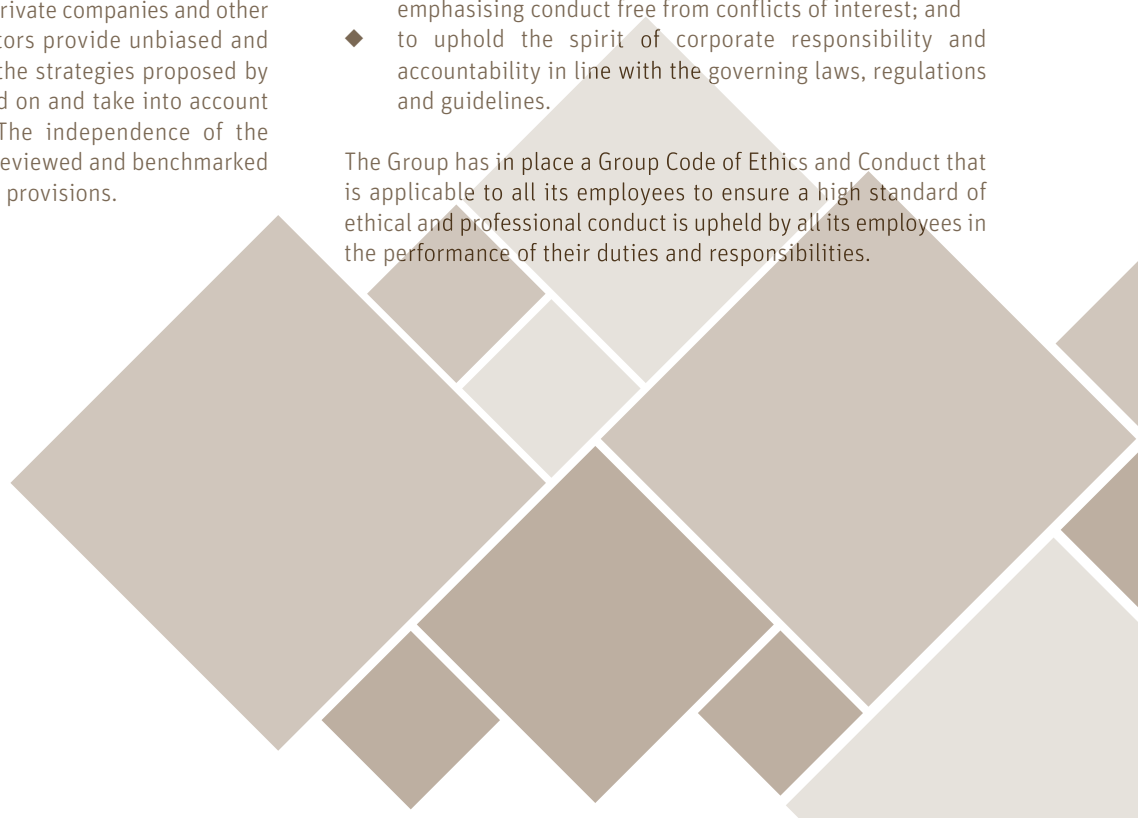 rivate companies and other
tors provide unbiased and
the strategies proposed by
d on and take into account
The independence of the
eviewed and benchmarked
provisions.
emphasising conduct free from conflicts of interest; and
◆ to uphold the spirit of corporate responsibility and
accountability in line with the governing laws, regulations
and guidelines.
The Group has in place a Group Code of Ethics and Conduct that
is applicable to all its employees to ensure a high standard of
ethical and professional conduct is upheld by all its employees in
the performance of their duties and responsibilities.